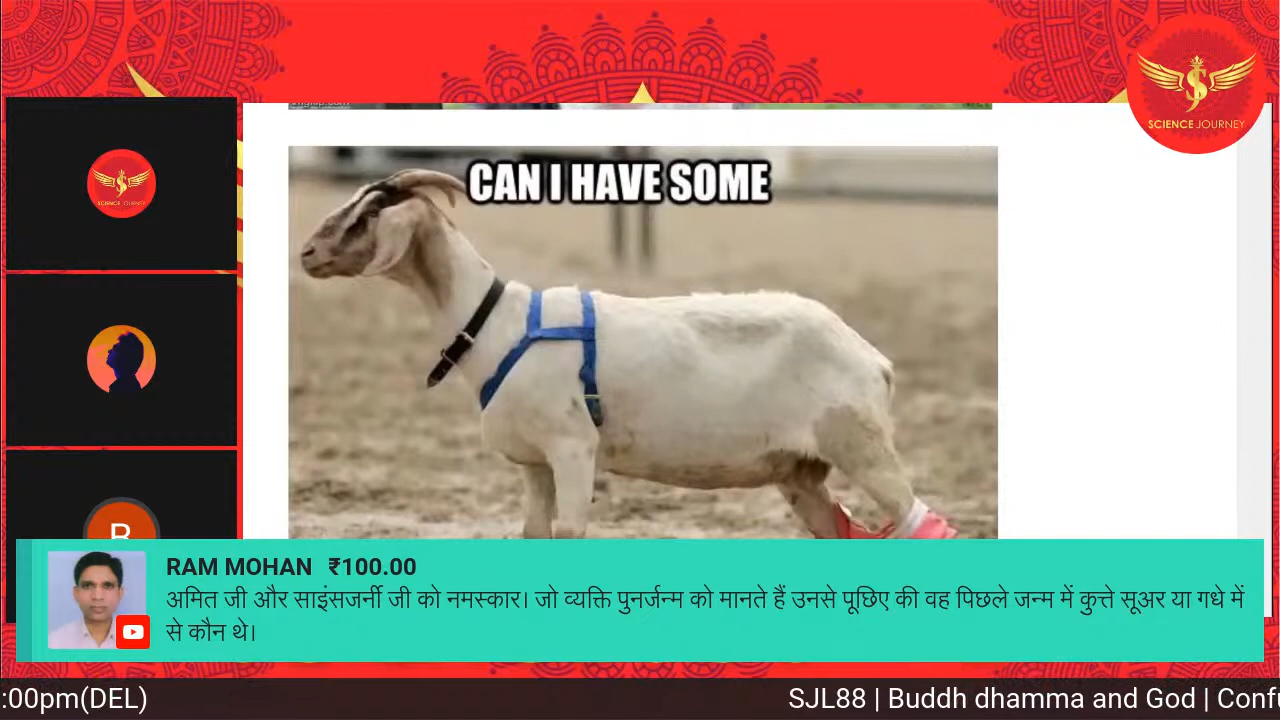 SCIENCE JOURNEY
CAN I HAVE SOME
RAM MOHAN ₹100.00
अमित जी और साइंसजर्नी जी को नमस्कार। जो व्यक्ति पुनर्जन्म को मानते हैं उनसे पूछिए की वह पिछले जन्म में कुत्ते सूअर या गधे में
से कौन थे।
:00pm(DEL)
SJL88 | Buddh dhamma and God | Conf